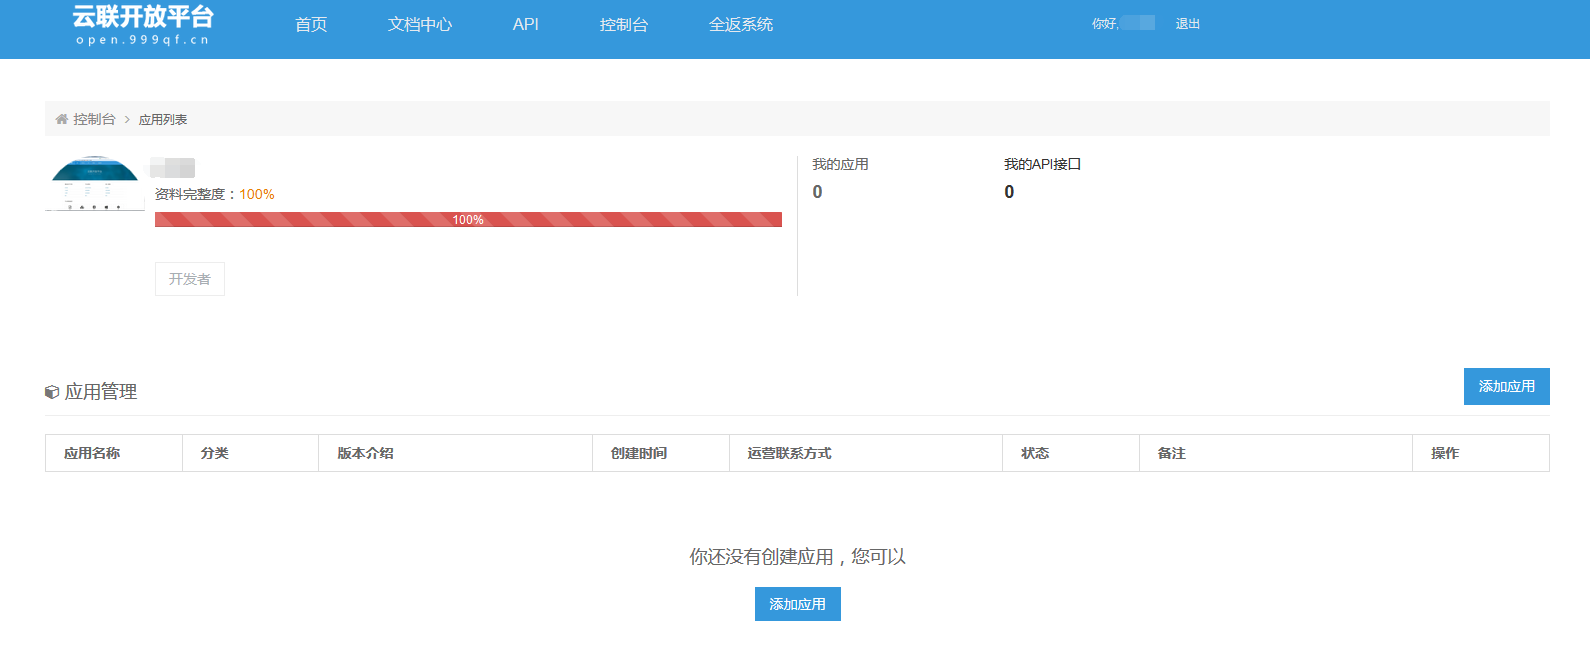 云联开放平台
open.999qf.cn
首页 文档中心 API 控制台 全返系统 你好, 退出
控制台 > 应用列表
资料完整度：100%
100%
开发者
我的应用 我的API接口
0 0
应用管理 添加应用
应用名称 分类 版本介绍 创建时间 运营联系方式 状态 备注 操作
你还没有创建应用，您可以
添加应用